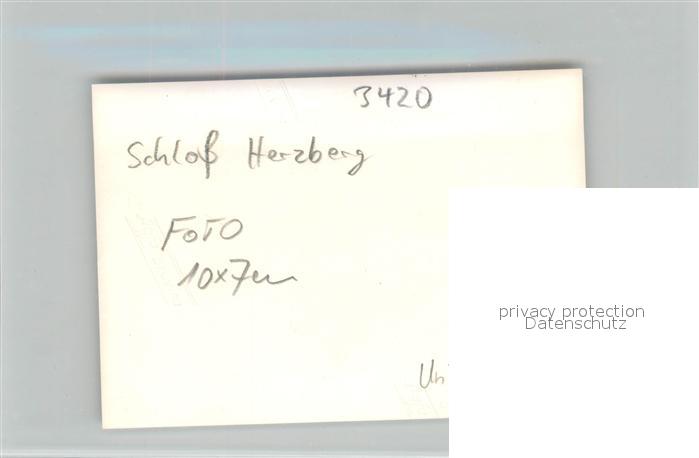 3420
Schloß Herzberg
FOTO
10x7cm
privacy protection
Datenschutz